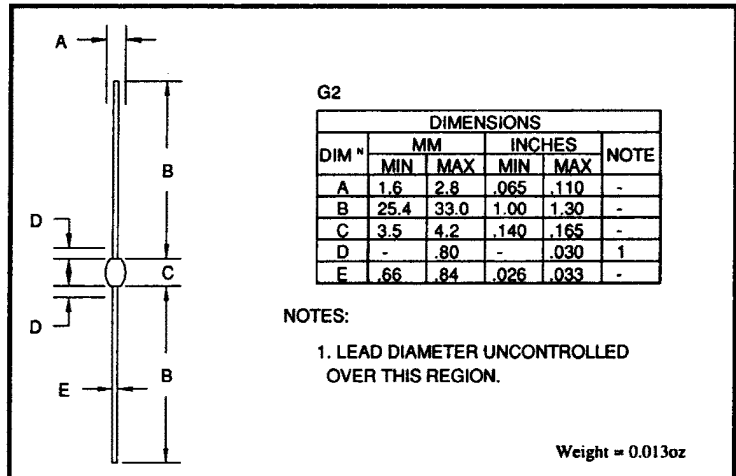 A
B
D
C
D
E
B
G2
DIMENSIONS
DIM N MM INCHES NOTE
MIN MAX MIN MAX
A 1.6 2.8 .065 .110 -
B 25.4 33.0 1.00 1.30 -
C 3.5 4.2 .140 .165 -
D - .80 - .030 1
E .66 .84 .026 .033 -
NOTES:
1. LEAD DIAMETER UNCONTROLLED
OVER THIS REGION.
Weight = 0.013oz